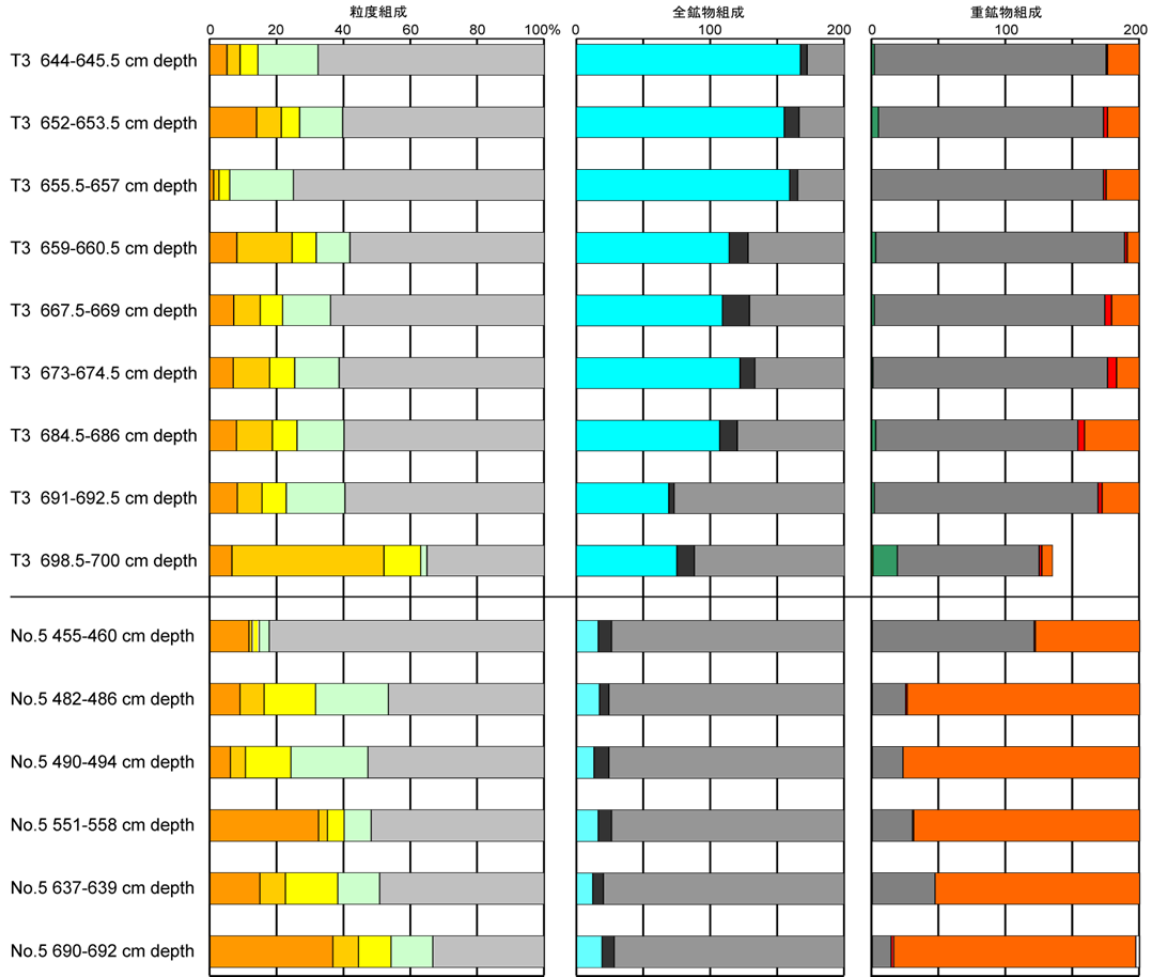 粒度組成 全鉱物組成 重鉱物組成
0 20 40 60 80 100% 0 100 200 0 100 200
T3 644-645.5 cm depth
T3 652-653.5 cm depth
T3 655.5-657 cm depth
T3 659-660.5 cm depth
T3 667.5-669 cm depth
T3 673-674.5 cm depth
T3 684.5-686 cm depth
T3 691-692.5 cm depth
T3 698.5-700 cm depth
No.5 455-460 cm depth
No.5 482-486 cm depth
No.5 490-494 cm depth
No.5 551-558 cm depth
No.5 637-639 cm depth
No.5 690-692 cm depth